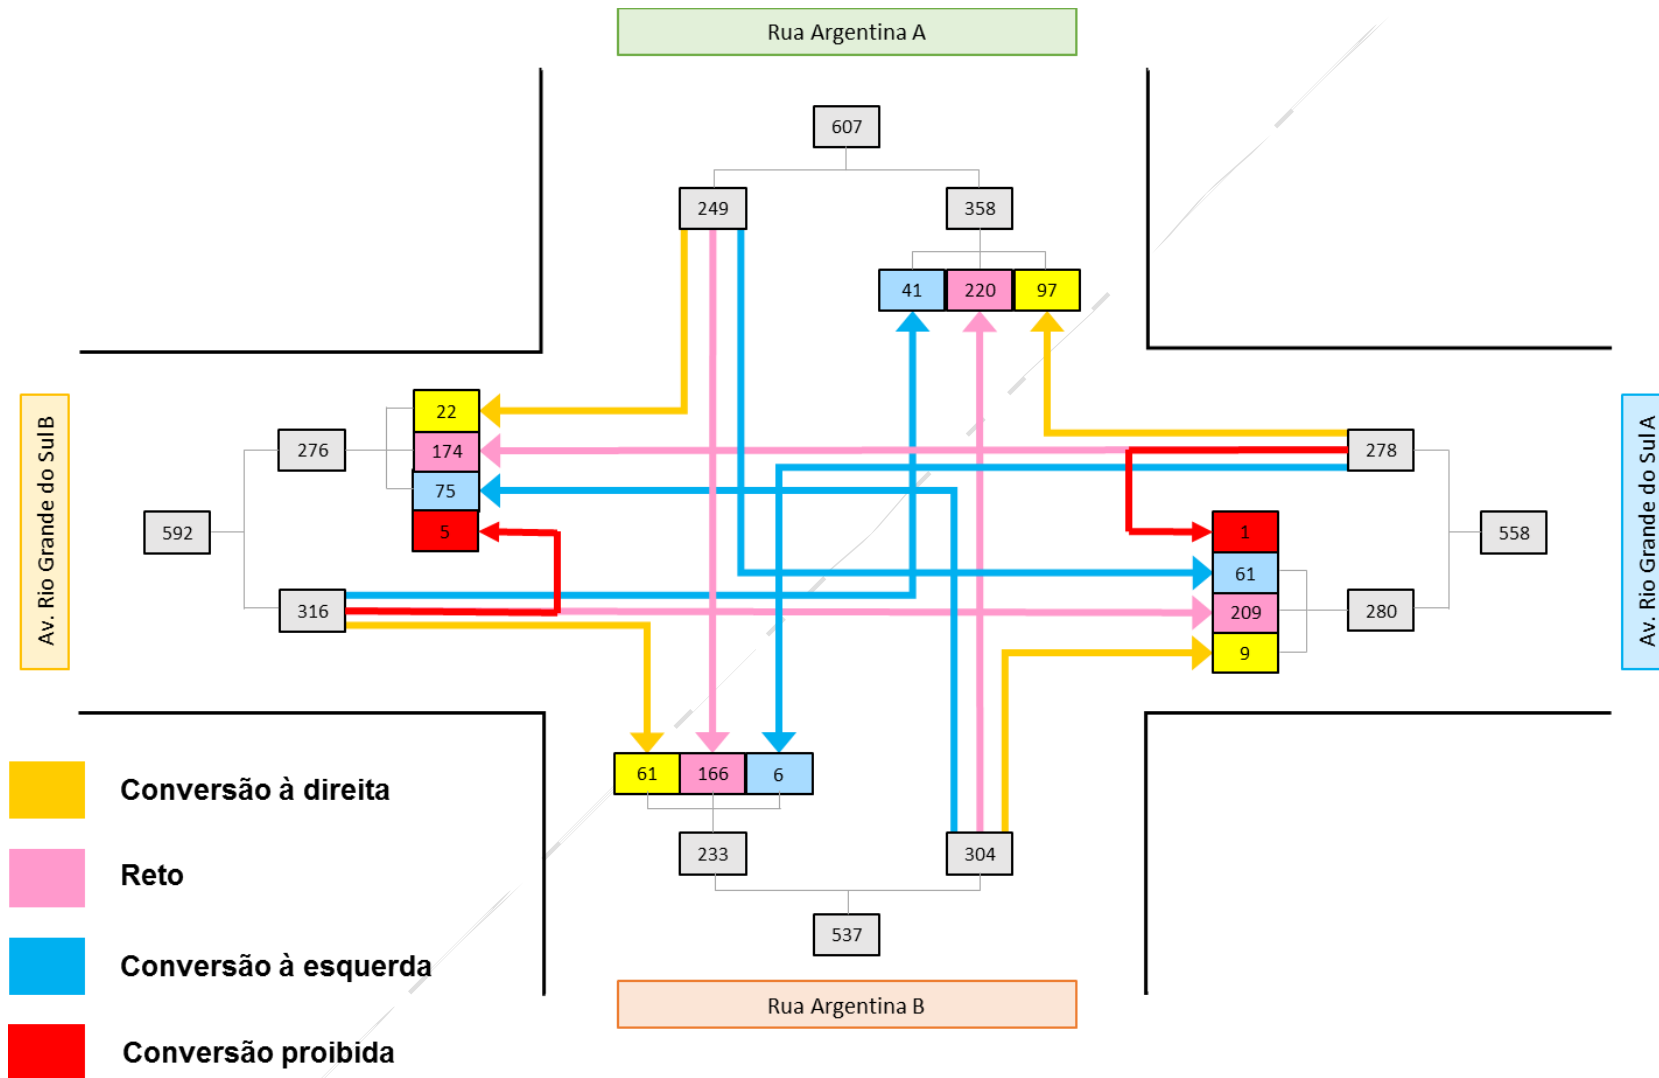 Rua Argentina A
607
249
358
41 220 97
Av. Rio Grande do Sul B
Av. Rio Grande do Sul A
22
276
174
278
75
592
5
1
558
61
316
209
280
9
61 166 6
233
304
537
Rua Argentina B
Conversão à direita
Reto
Conversão à esquerda
Conversão proibida